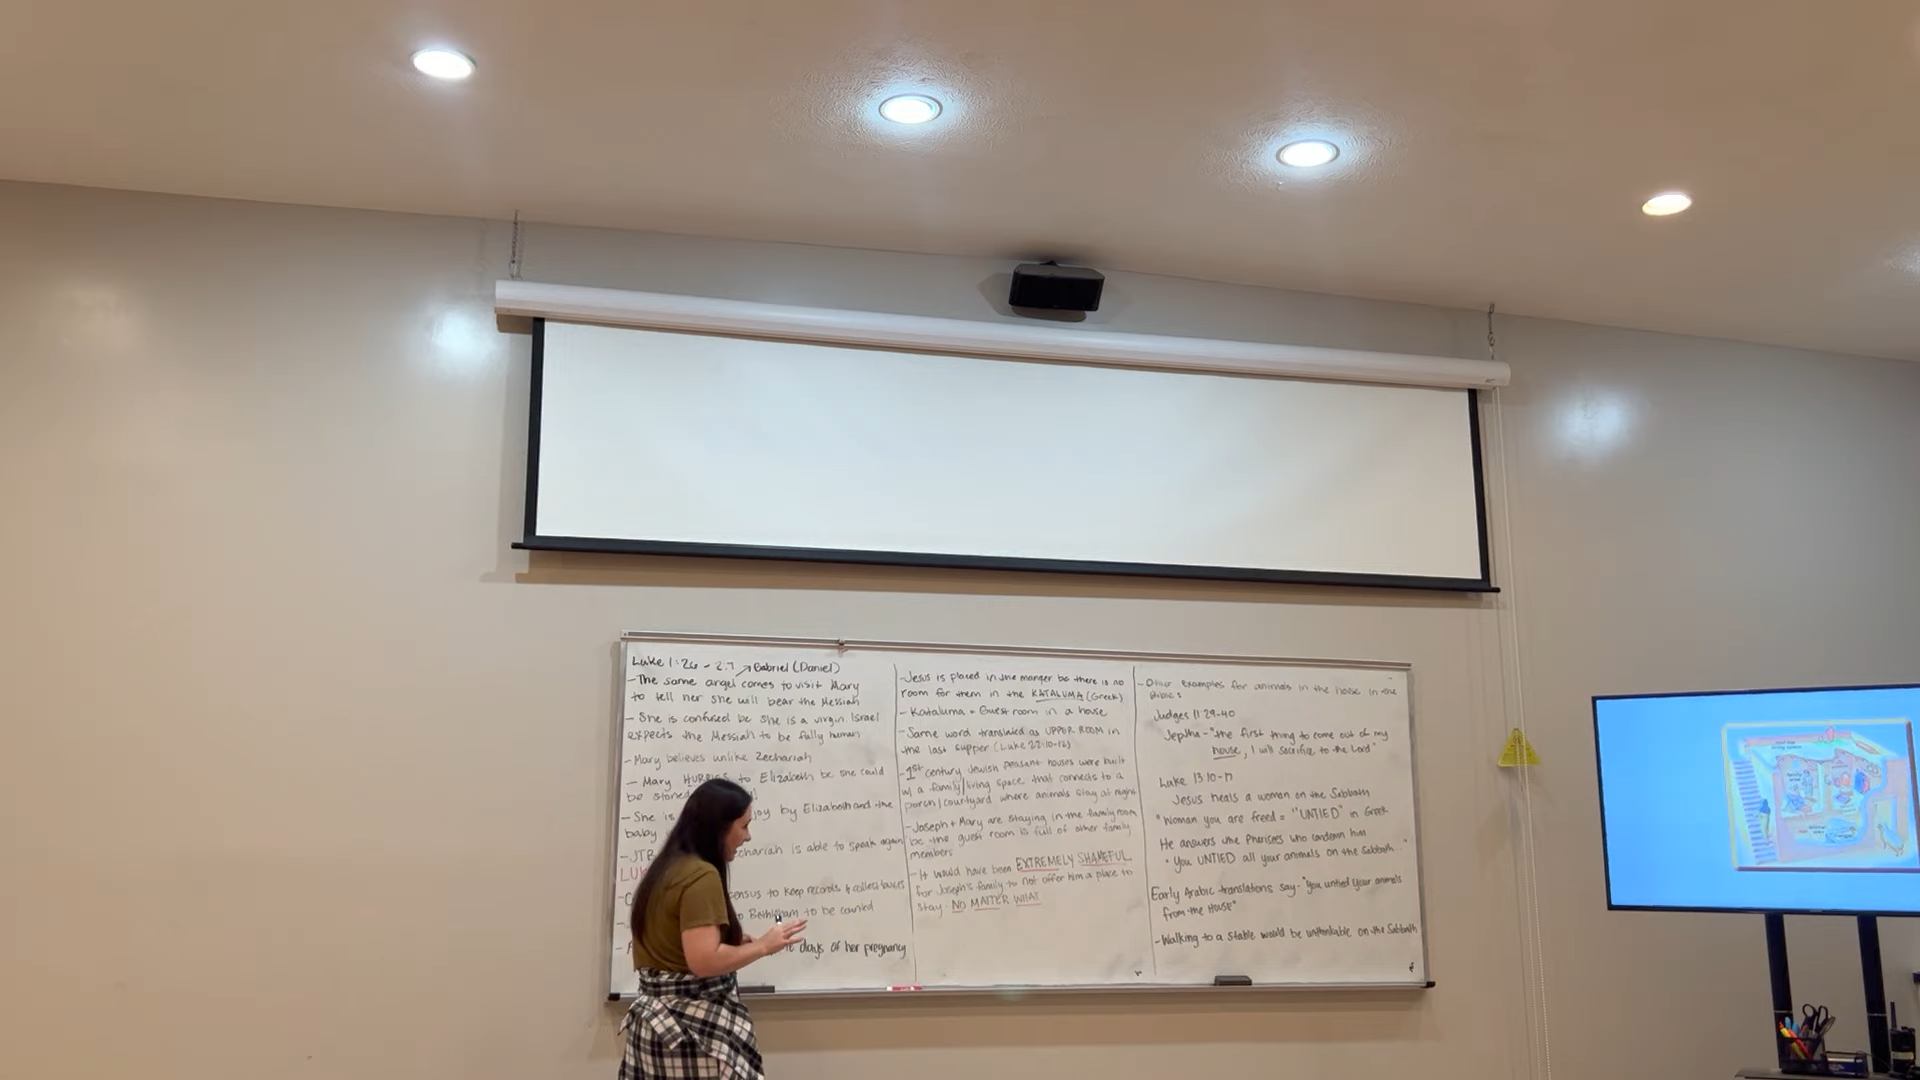 Luke 1:26 - 2:7 → Gabriel (Daniel)
- The same angel comes to visit Mary
to tell her she will bear the Messiah
- She is confused bc she is a virgin Israel
expects the Messiah to be fully human
- Mary believes unlike Zechariah
- Mary HURRIES to Elizabeth bc she could
be stoned
- She is joy by Elizabeth and the
baby
- JTB Zechariah is able to speak again
LUK
- C census to keep records & collect taxes
to Bethleham to be counted
days of her pregnancy
- Jesus is placed in the manger bc there is no
room for them in the KATALUMA (Greek)
- Kataluma = Guest room in a house
- Same word translated as UPPER ROOM in
the last supper (Luke 22:10-12)
- 1st century Jewish Peasant houses were built
w/ a family/living space that connects to a
porch/courtyard where animals stay at night
- Joseph + Mary are staying in the family room
bc the guest room is full of other family
members
- It would have been EXTREMELY SHAMEFUL
for Joseph's family to not offer him a place to
stay - NO MATTER WHAT
- Other examples for animals in the house in the
Bible:
Judges 11:29-40
Jeptha - "the first thing to come out of my
house, I will sacrifice to the Lord"
Luke 13:10-17
Jesus heals a woman on the Sabbath
"Woman you are freed = "UNTIED" in Greek
He answers the Pharisees who condemn him
"You UNTIED all your animals on the Sabbath..."
Early Arabic translations say - "you untied your animals
from the HOUSE"
- Walking to a stable would be unthinkable on the Sabbath